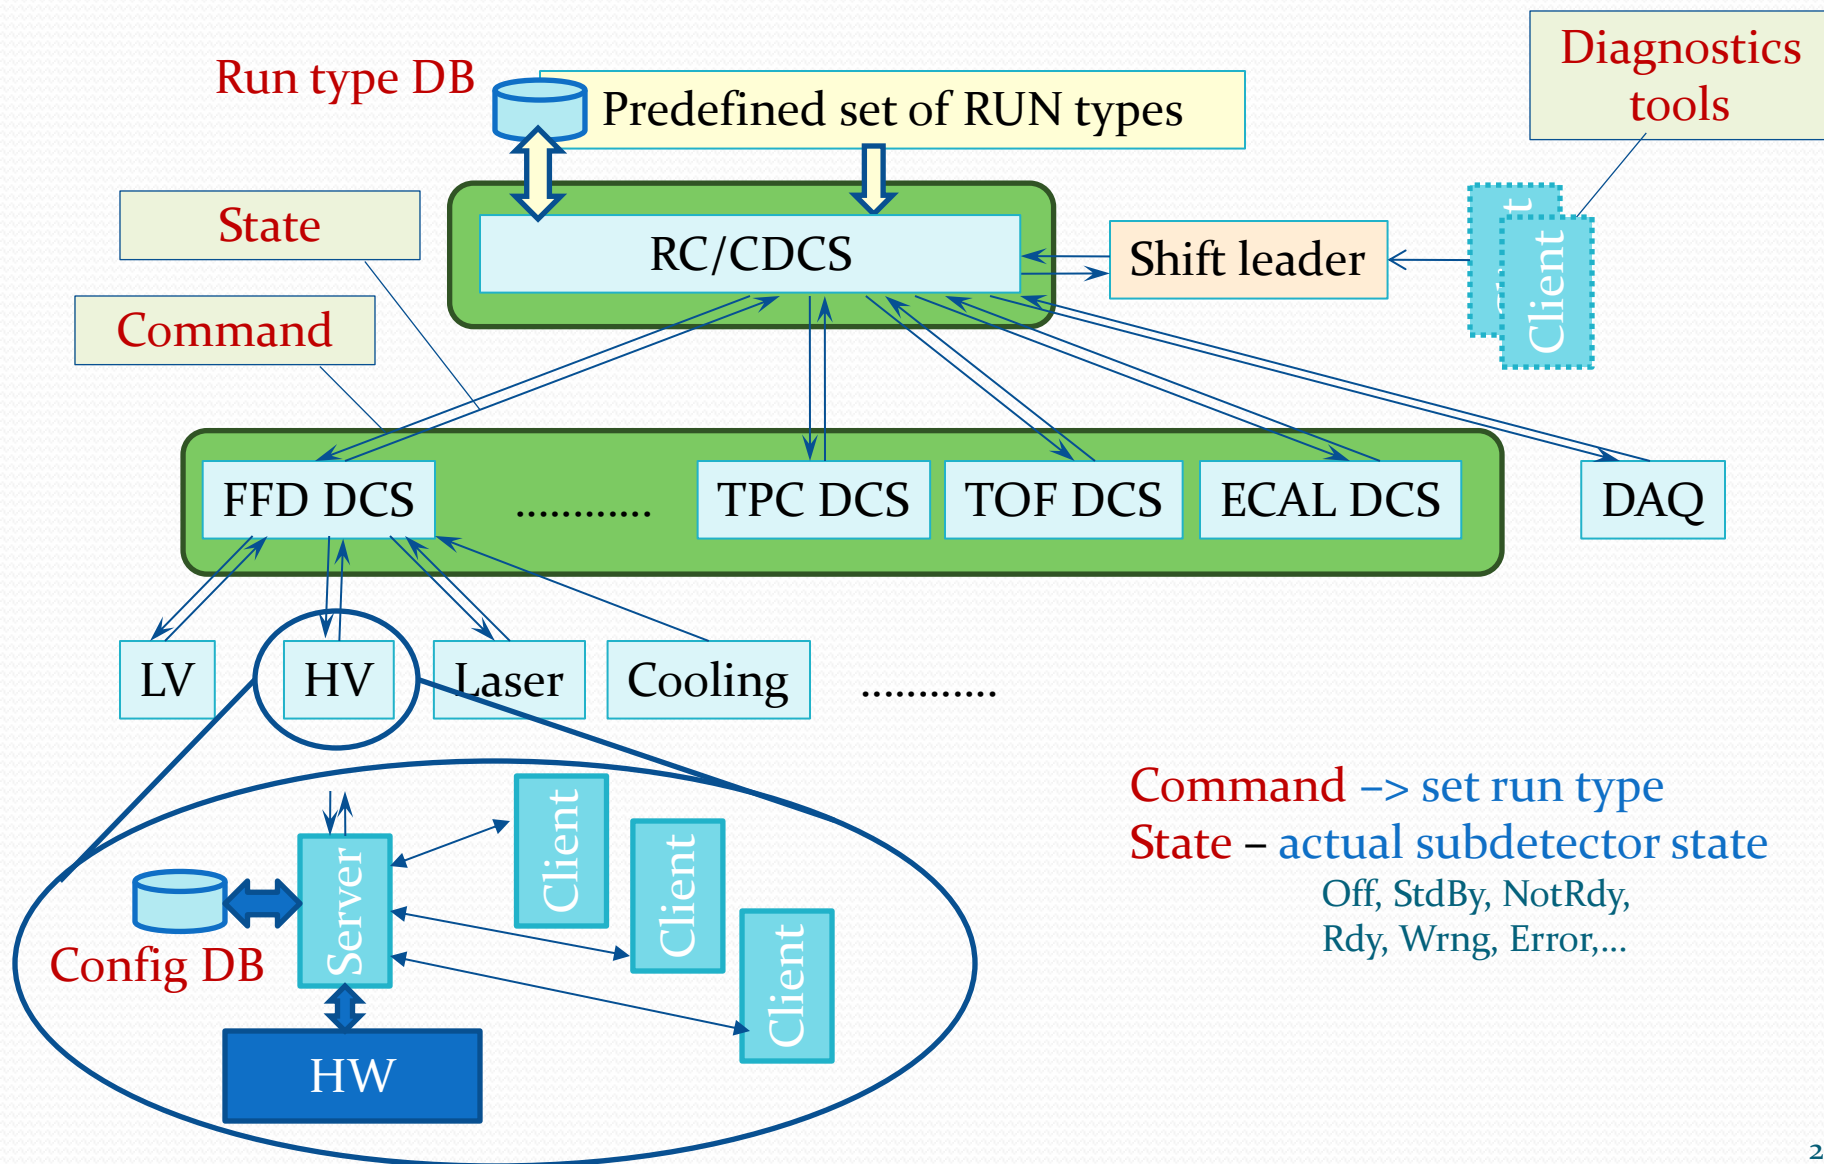 Diagnostics
tools
Run type DB
Predefined set of RUN types
State
RC/CDCS
Shift leader
Client
Command
FFD DCS
............
TPC DCS
TOF DCS
ECAL DCS
DAQ
LV
HV
Laser
Cooling
............
Command –> set run type
State – actual subdetector state
Off, StdBy, NotRdy,
Rdy, Wrng, Error,...
Server
Client
Client
Client
Config DB
HW
2